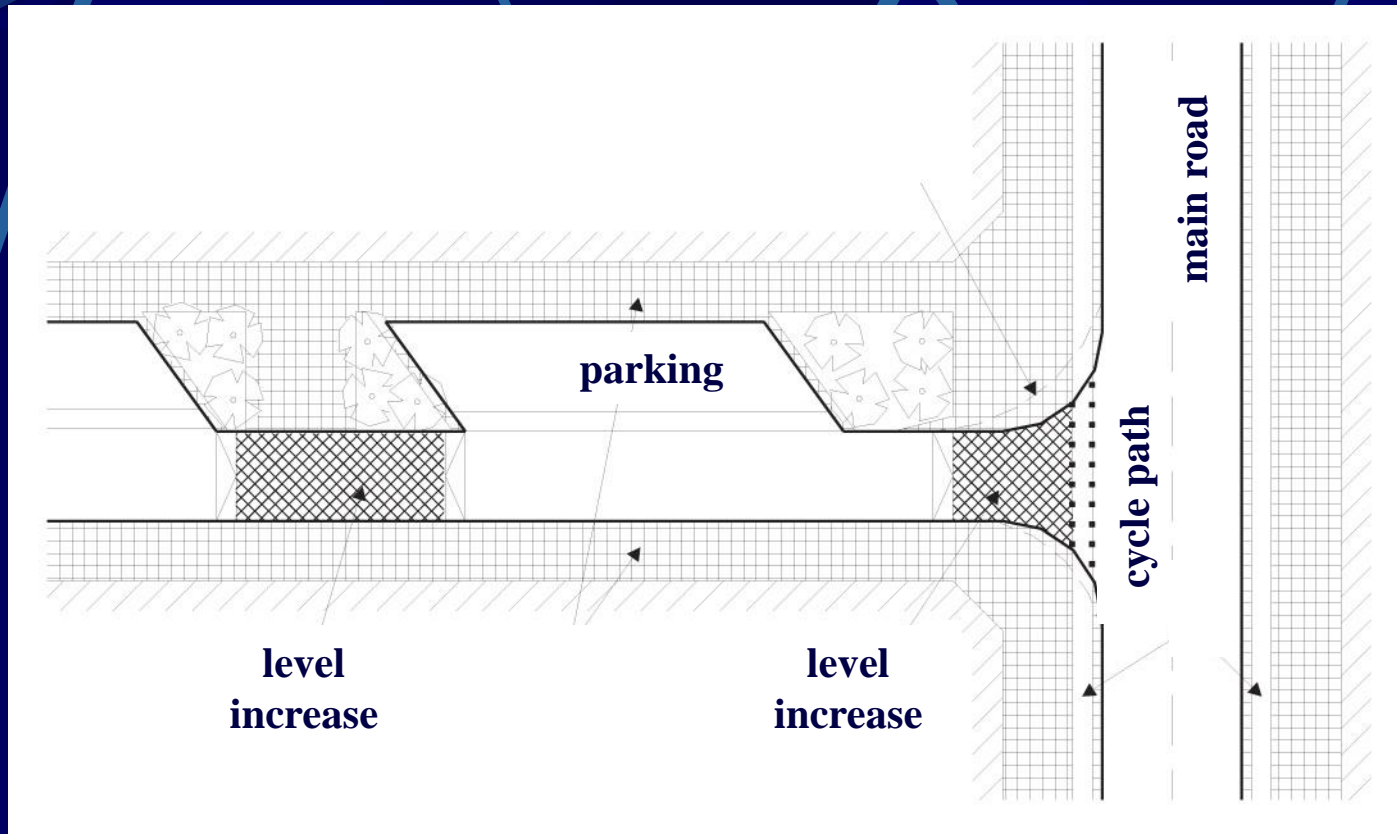 main road
parking
cycle path
level
increase
level
increase